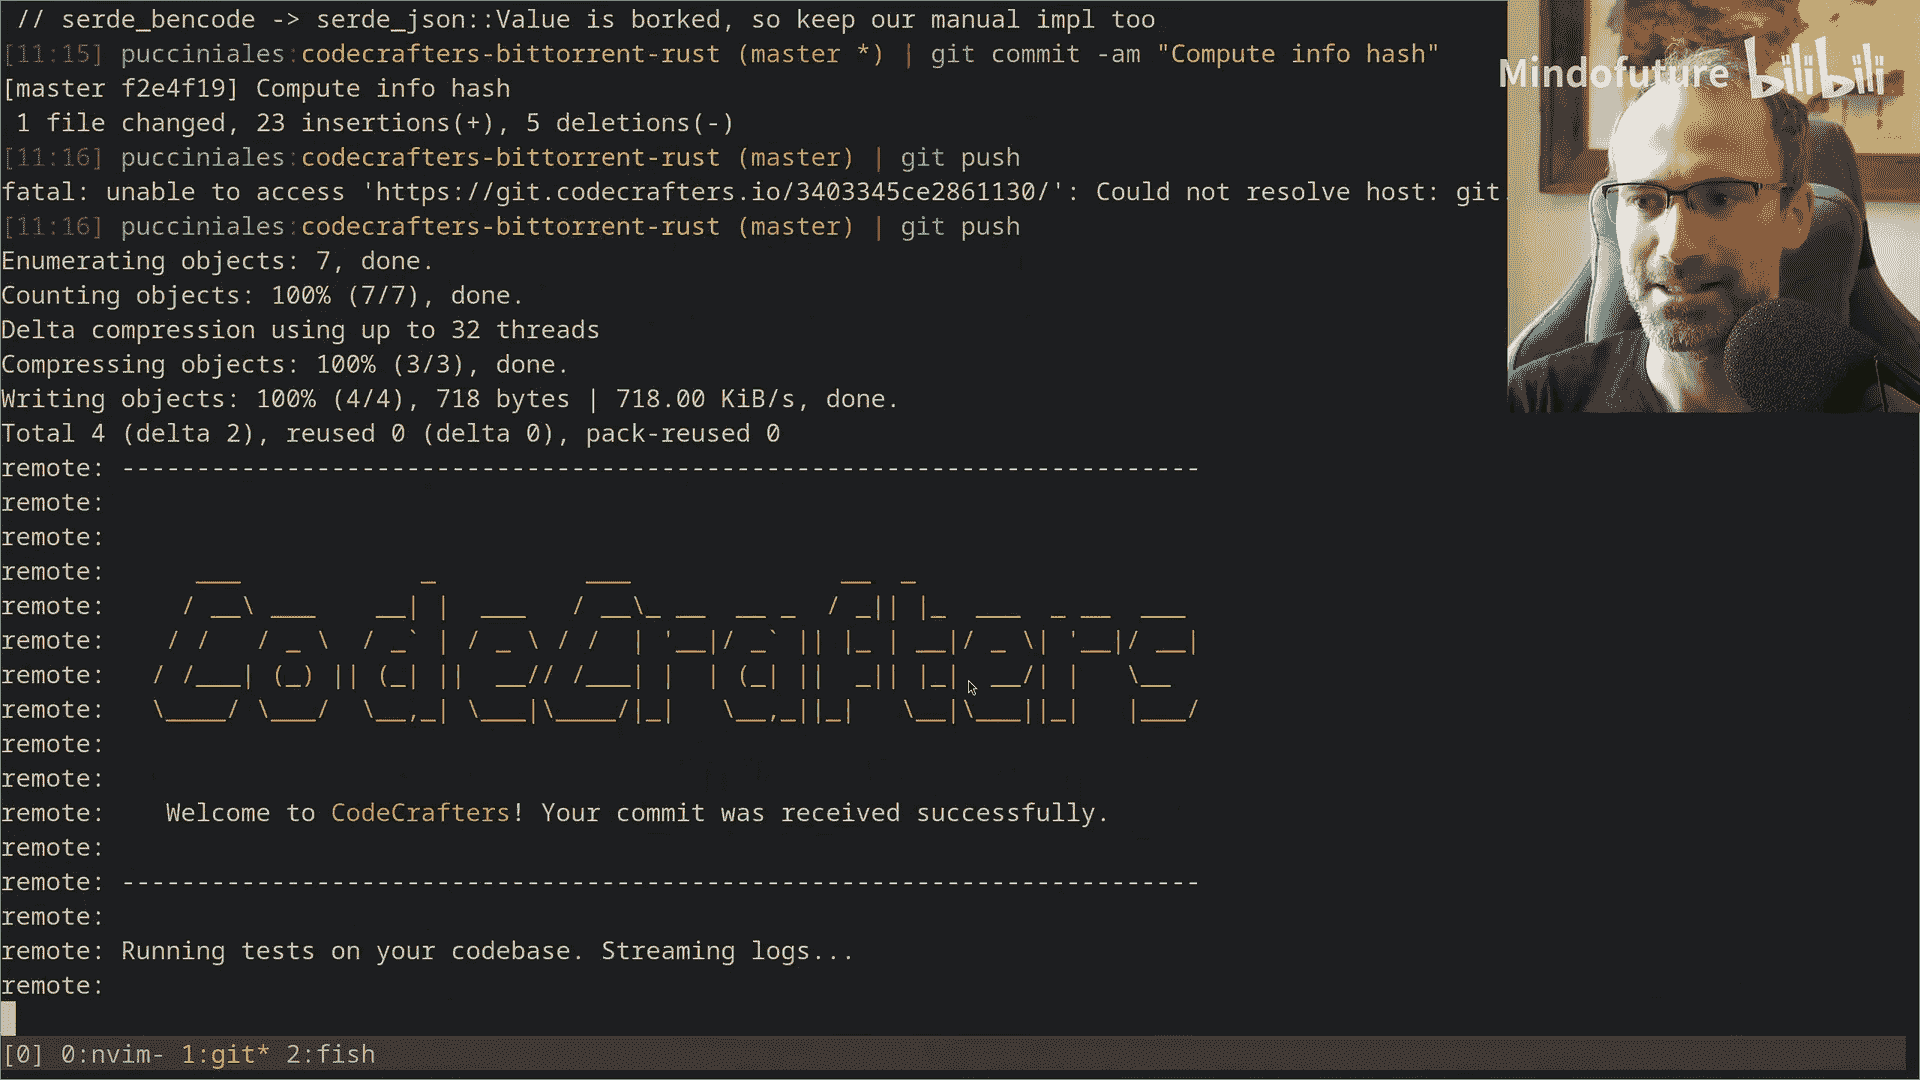 // serde_bencode -> serde_json::Value is borked, so keep our manual impl too
[11:15] pucciniales:codecrafters-bittorrent-rust (master *) | git commit -am "Compute info hash"
[master f2e4f19] Compute info hash
1 file changed, 23 insertions(+), 5 deletions(-)
[11:16] pucciniales:codecrafters-bittorrent-rust (master) | git push
fatal: unable to access 'https://git.codecrafters.io/3403345ce2861130/': Could not resolve host: git.
[11:16] pucciniales:codecrafters-bittorrent-rust (master) | git push
Enumerating objects: 7, done.
Counting objects: 100% (7/7), done.
Delta compression using up to 32 threads
Compressing objects: 100% (3/3), done.
Writing objects: 100% (4/4), 718 bytes | 718.00 KiB/s, done.
Total 4 (delta 2), reused 0 (delta 0), pack-reused 0
remote: ------------------------------------------------------------------------
remote:
remote:
remote:
remote:
remote: CodeCrafters
remote:
remote:
remote:
remote:
remote: Welcome to CodeCrafters! Your commit was received successfully.
remote:
remote: ------------------------------------------------------------------------
remote:
remote: Running tests on your codebase. Streaming logs...
remote:
[0] 0:nvim- 1:git* 2:fish
Mindofuture bilibili